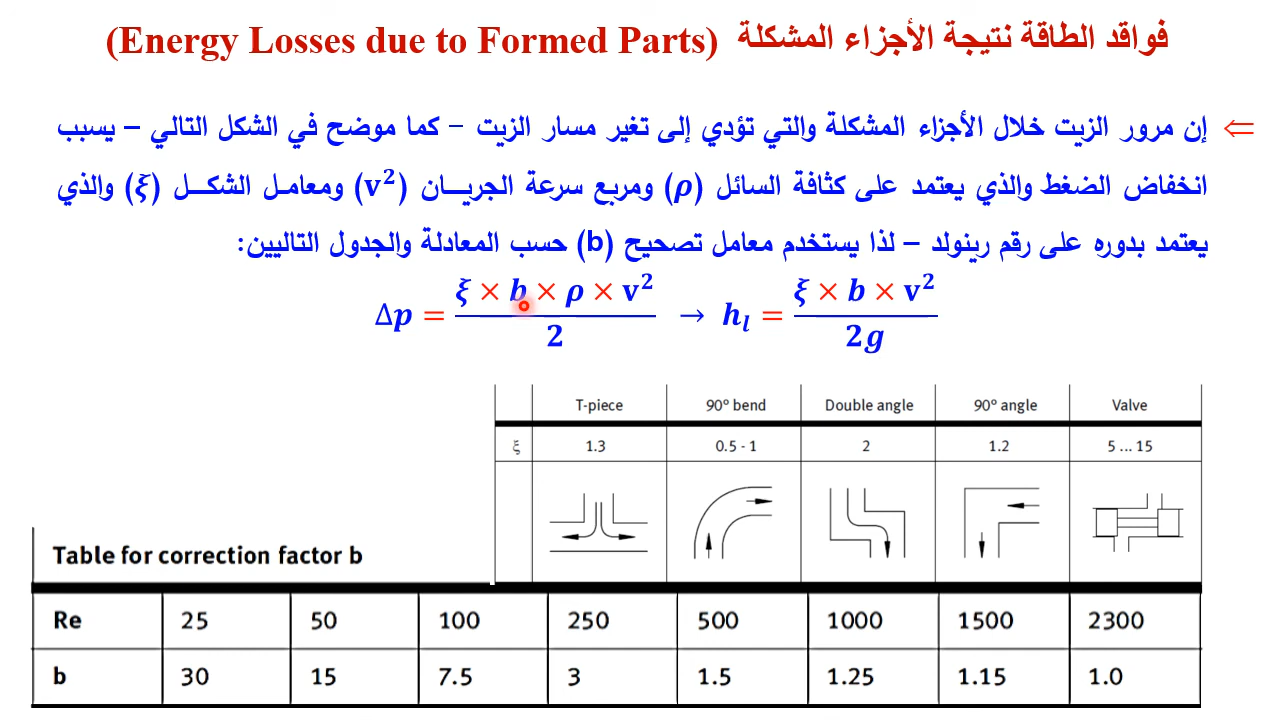 فواقد الطاقة نتيجة الأجزاء المشكلة (Energy Losses due to Formed Parts)
⇐ إن مرور الزيت خلال الأجزاء المشكلة والتي تؤدي إلى تغير مسار الزيت – كما موضح في الشكل التالي – يسبب
انخفاض الضغط والذي يعتمد على كثافة السائل (ρ) ومربع سرعة الجريـــان (v²) ومعامـل الشكـــل (ξ) والذي
يعتمد بدوره على رقم رينولد – لذا يستخدم معامل تصحيح (b) حسب المعادلة والجدول التاليين:
Δp = (ξ × b × ρ × v²) / 2 → hₗ = (ξ × b × v²) / 2g
T-piece 90° bend Double angle 90° angle Valve
ξ 1.3 0.5 - 1 2 1.2 5 ... 15
Table for correction factor b
Re 25 50 100 250 500 1000 1500 2300
b 30 15 7.5 3 1.5 1.25 1.15 1.0